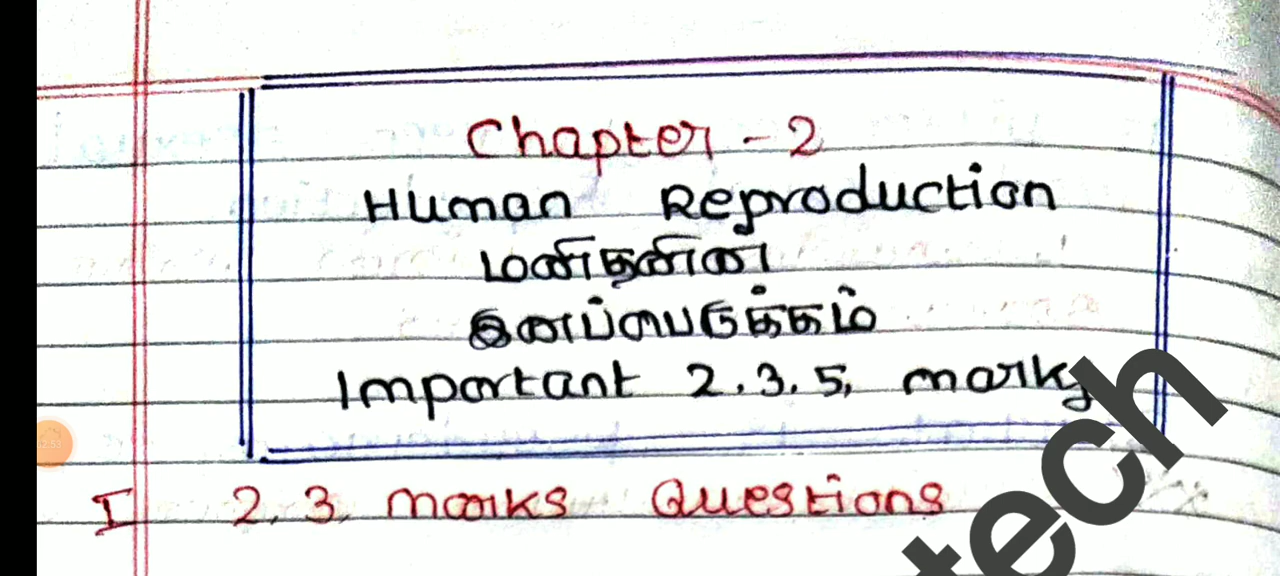 Chapter - 2
Human Reproduction
மனிதனின
இனப்பெருக்கம்
Important 2.3.5, marks
I 2, 3, marks Questions
tech